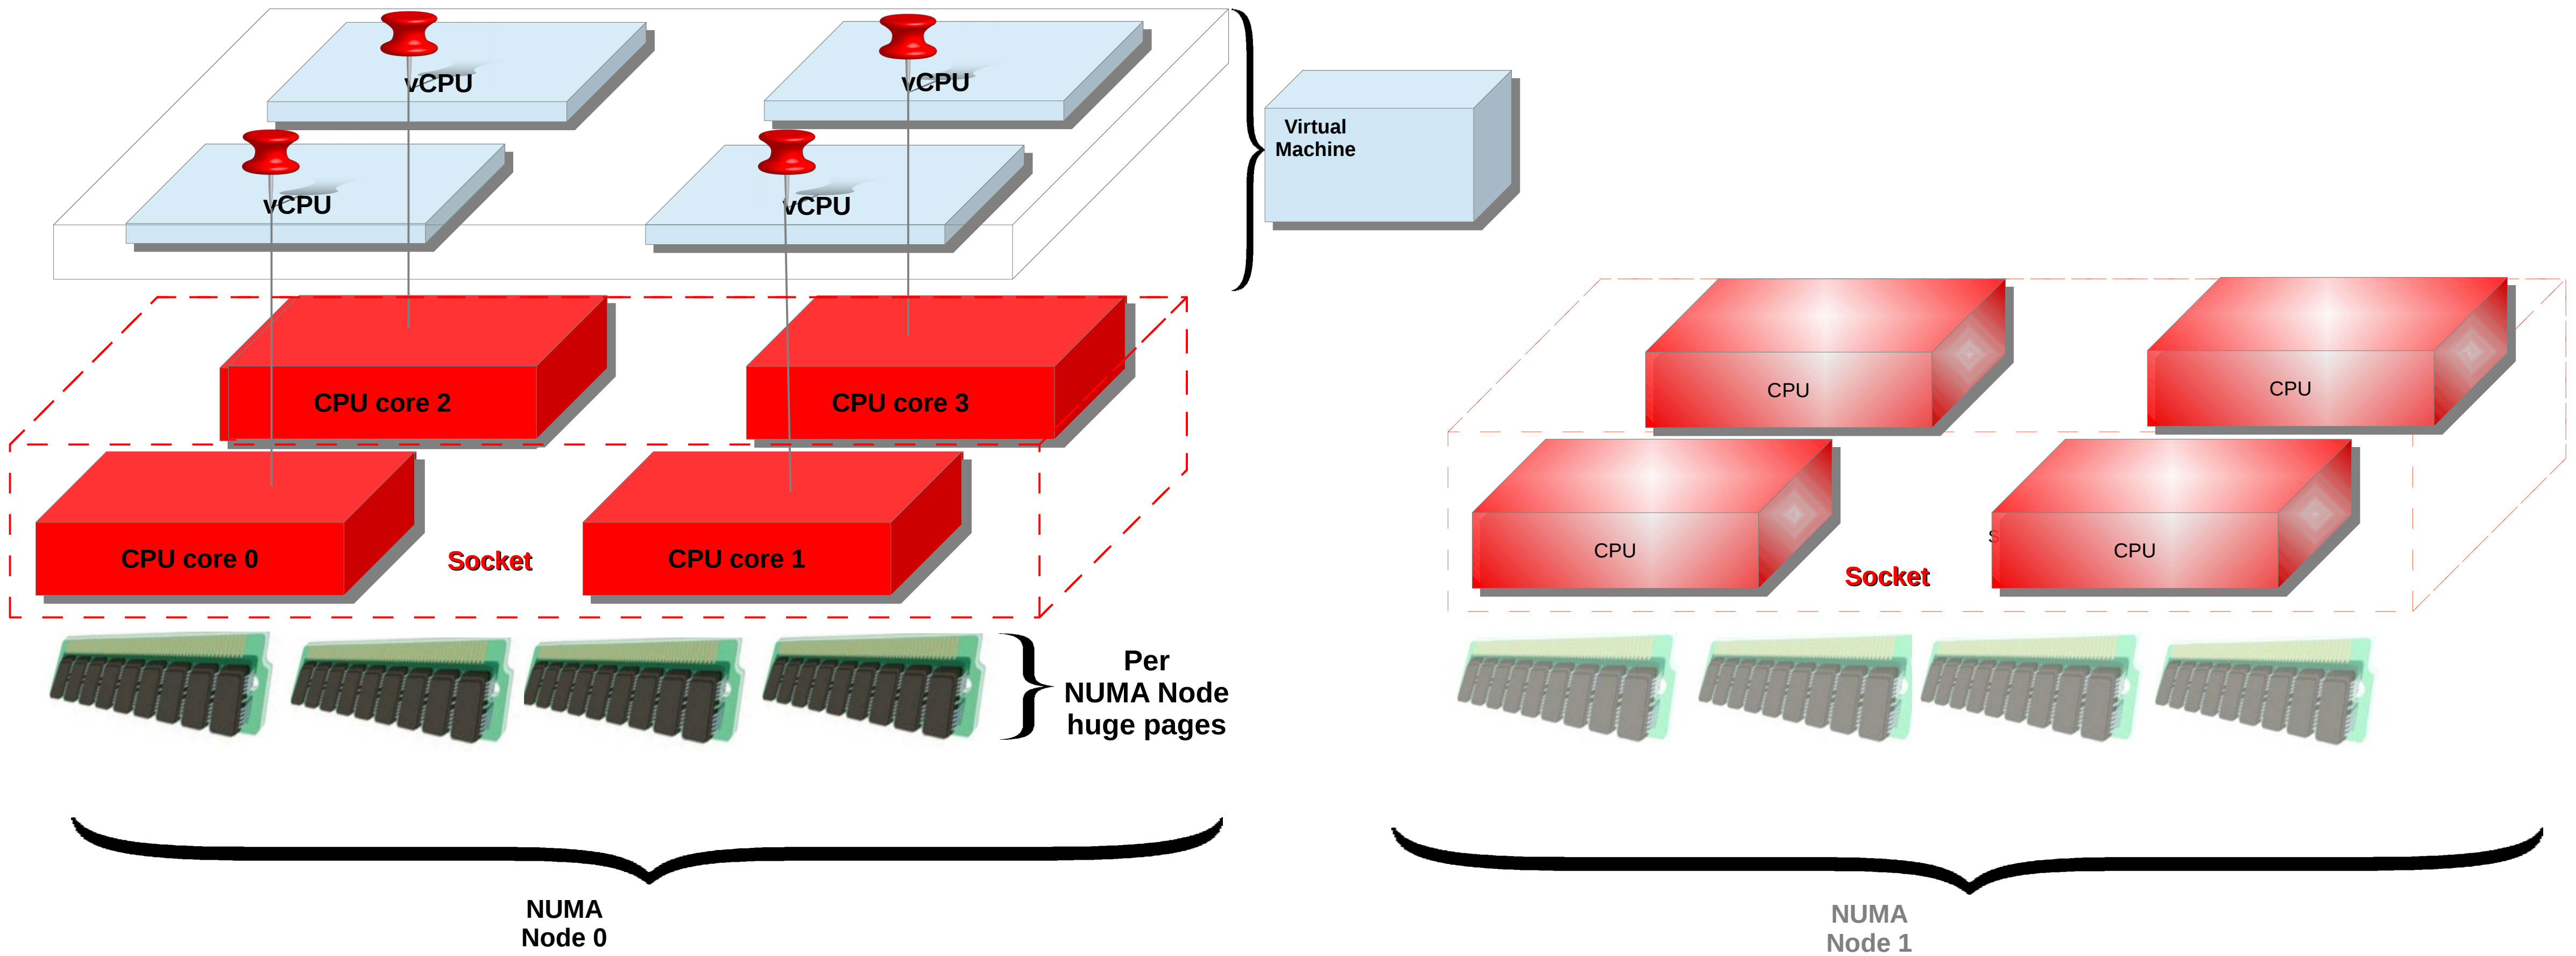 vCPU
vCPU
vCPU
vCPU
Virtual
Machine
CPU core 2
CPU core 3
CPU core 0
Socket
CPU core 1
CPU
CPU
CPU
s
CPU
Socket
Per
NUMA Node
huge pages
NUMA
Node 0
NUMA
Node 1